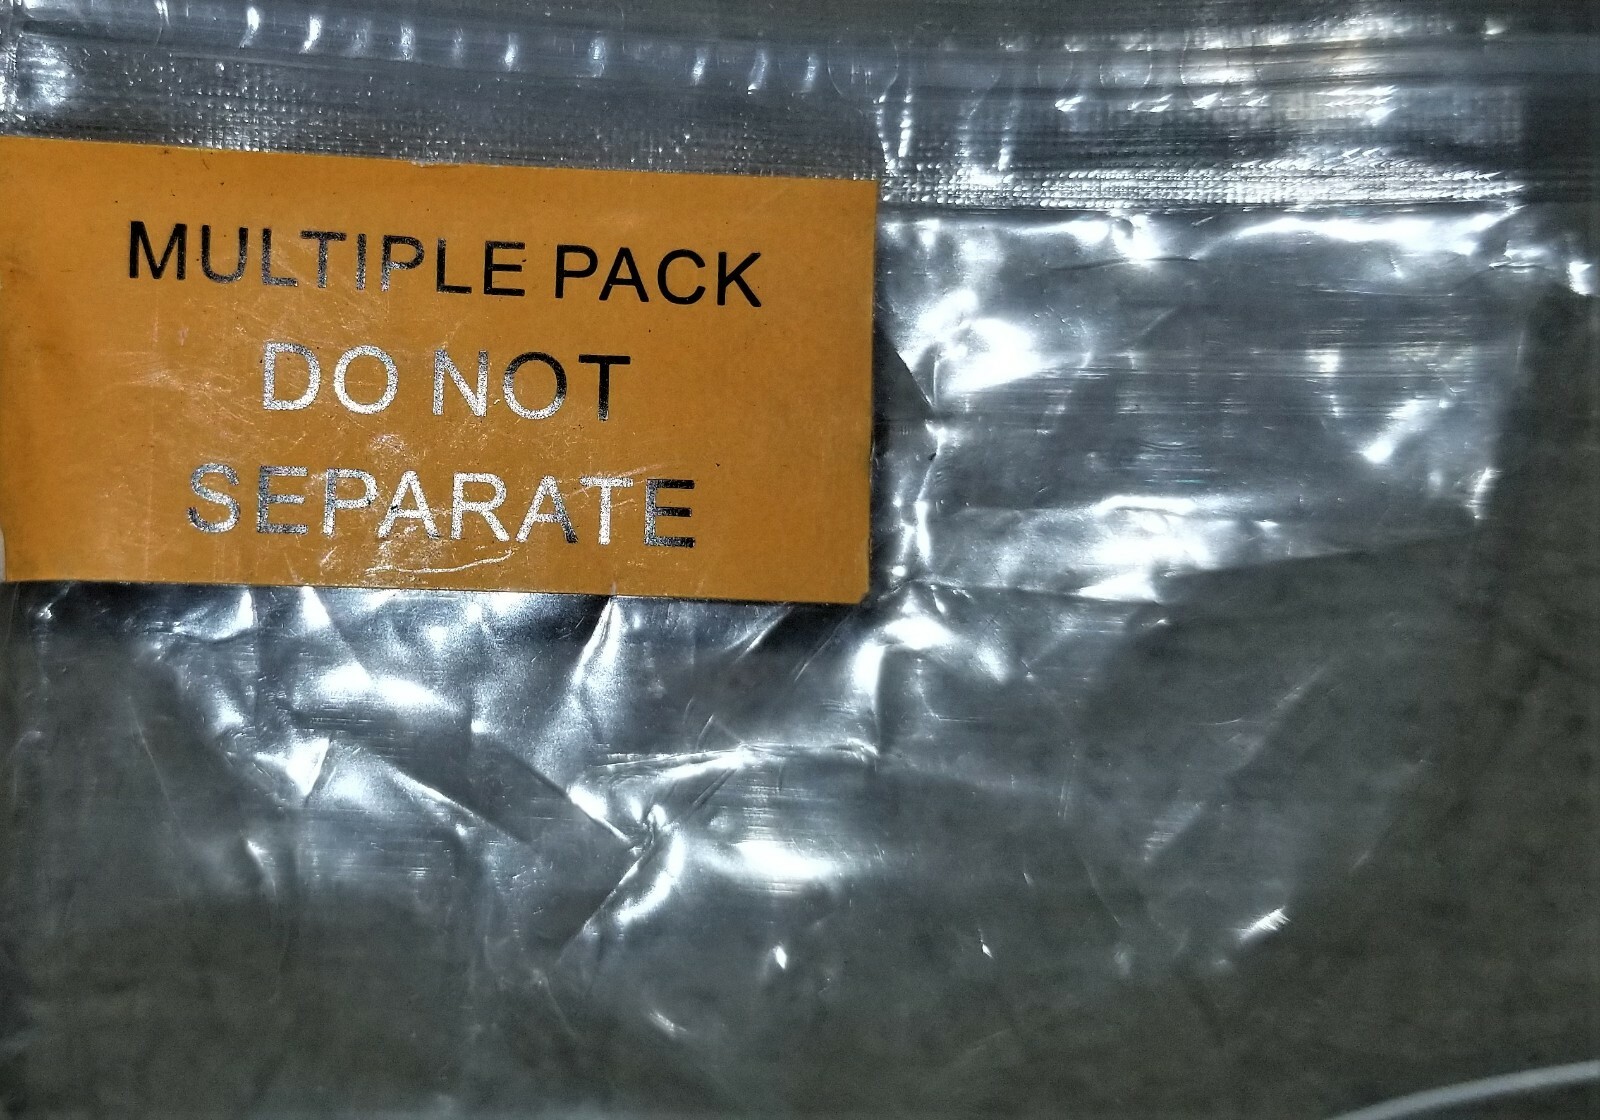 MULTIPLE PACK
DO NOT
SEPARATE